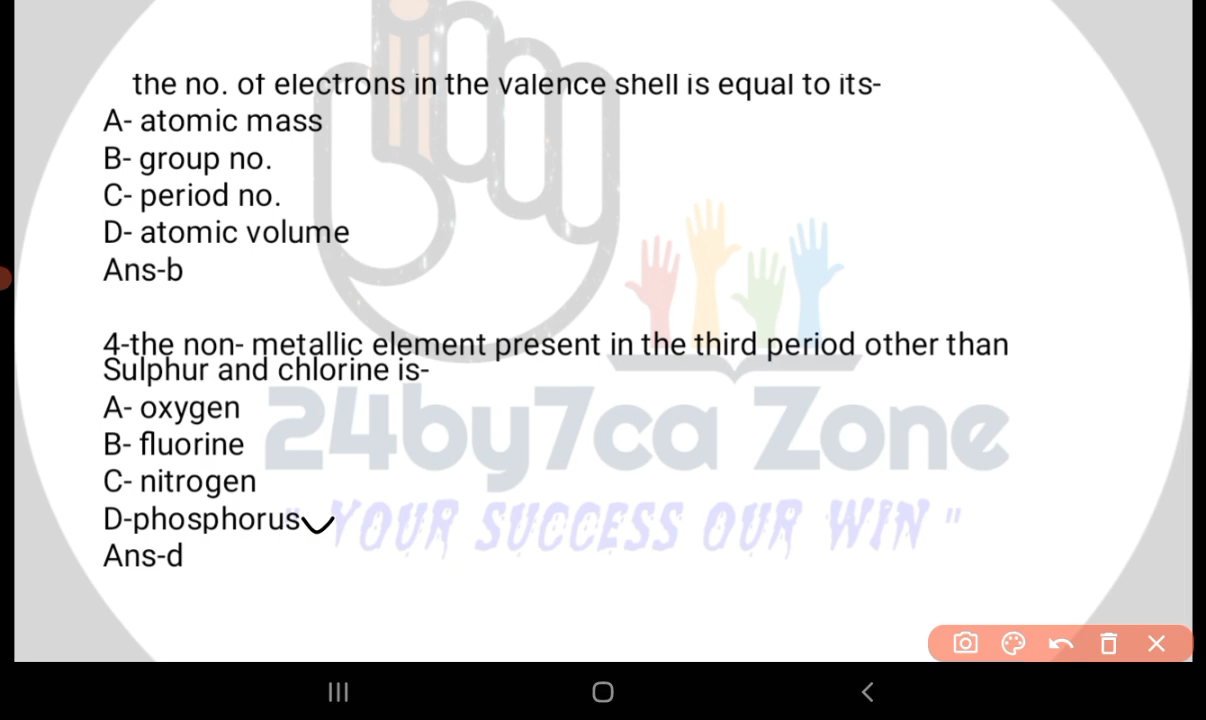 the no. of electrons in the valence shell is equal to its-
A- atomic mass
B- group no.
C- period no.
D- atomic volume
Ans-b
4-the non- metallic element present in the third period other than
Sulphur and chlorine is-
A- oxygen
B- fluorine
C- nitrogen
D-phosphorus
Ans-d
24by7ca Zone
" YOUR SUCCESS OUR WIN "